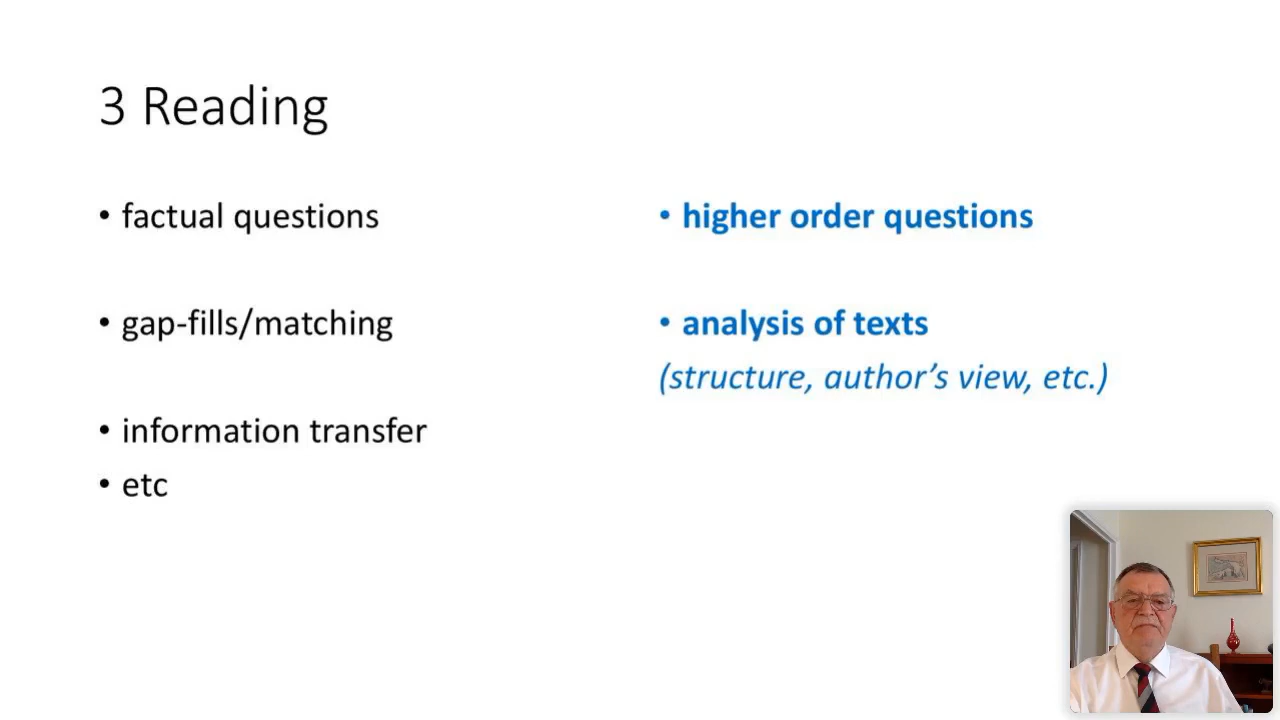 3 Reading
• factual questions
• gap-fills/matching
• information transfer
• etc
• higher order questions
• analysis of texts
(structure, author’s view, etc.)